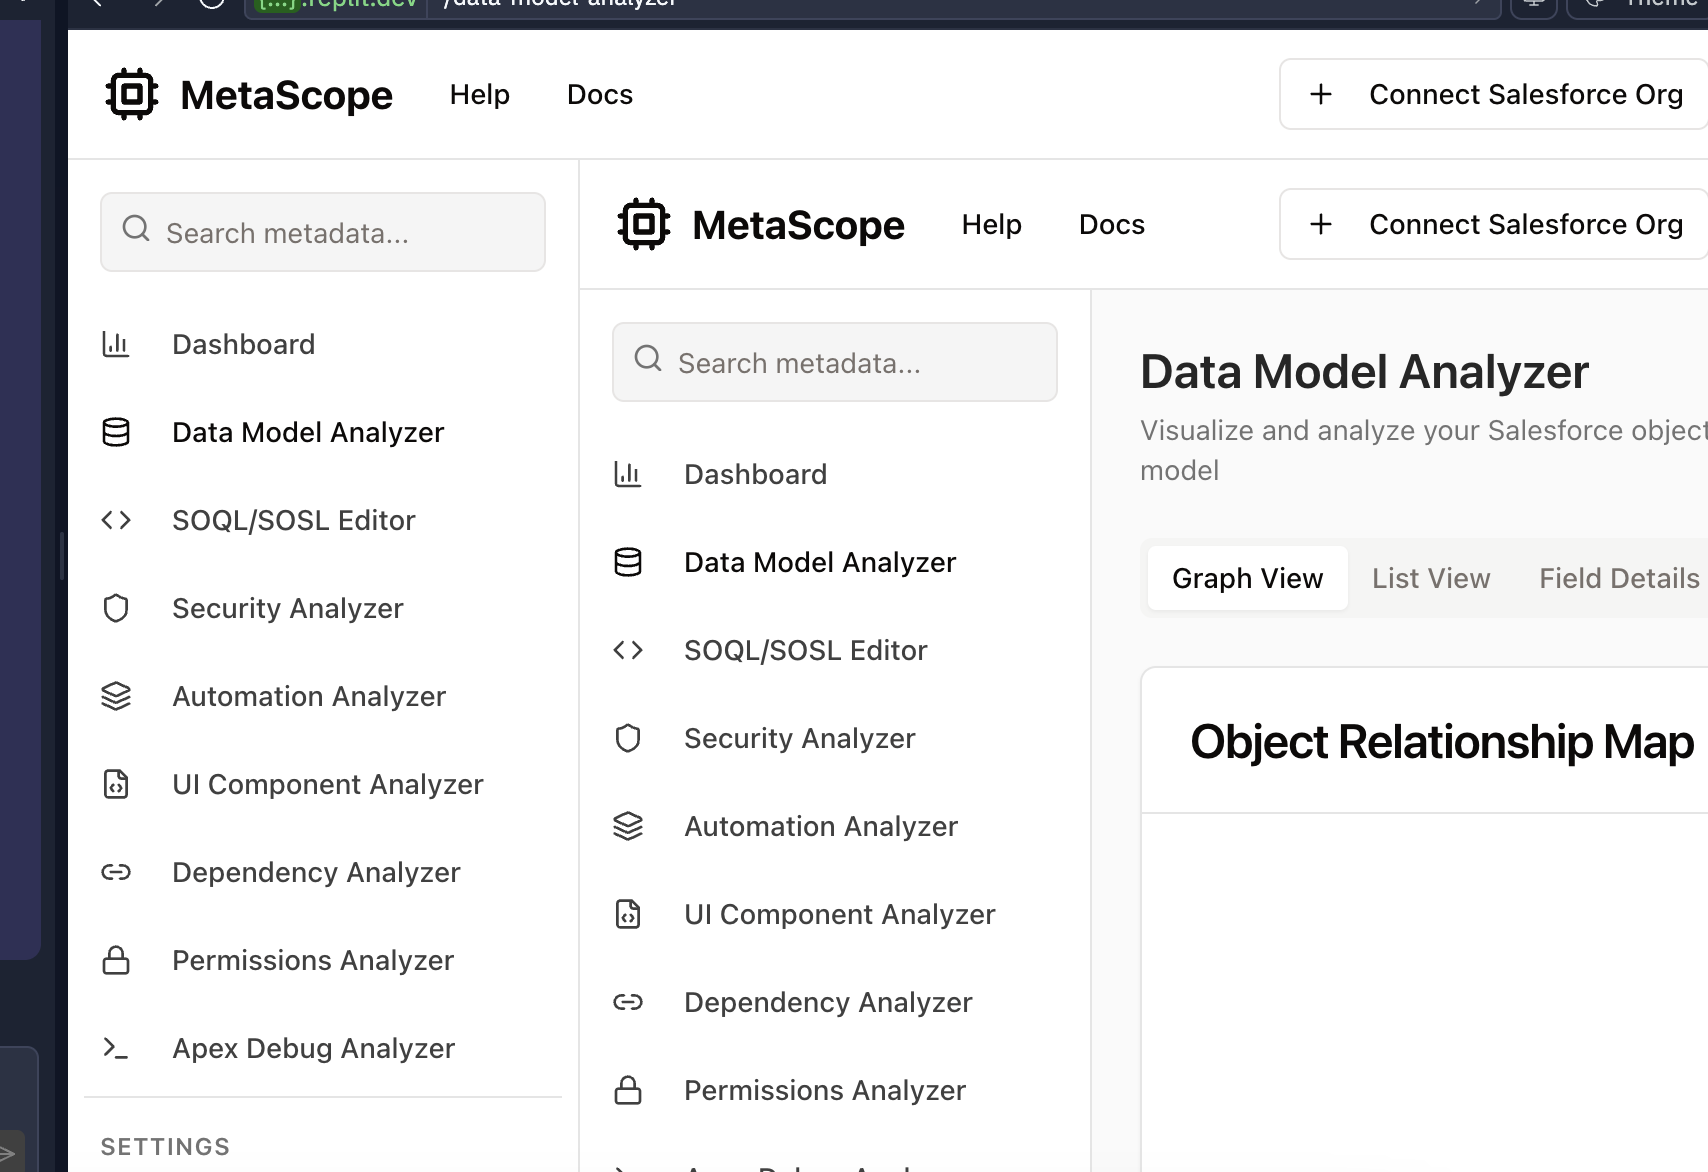 {...}.replit.dev /data-model-analyzer Theme
MetaScope Help Docs + Connect Salesforce Org
Search metadata...
Dashboard
Data Model Analyzer
SOQL/SOSL Editor
Security Analyzer
Automation Analyzer
UI Component Analyzer
Dependency Analyzer
Permissions Analyzer
Apex Debug Analyzer
SETTINGS
MetaScope Help Docs + Connect Salesforce Org
Search metadata...
Dashboard
Data Model Analyzer
SOQL/SOSL Editor
Security Analyzer
Automation Analyzer
UI Component Analyzer
Dependency Analyzer
Permissions Analyzer
Data Model Analyzer
Visualize and analyze your Salesforce object
model
Graph View List View Field Details
Object Relationship Map